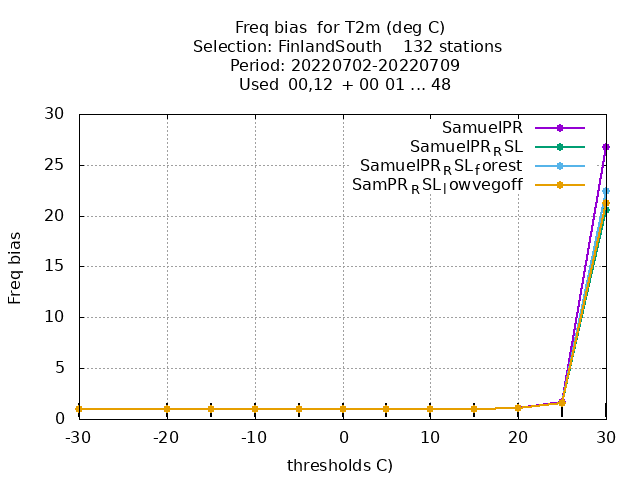 Freq bias  for T2m (deg C)
Selection: FinlandSouth    132 stations
Period: 20220702-20220709
Used  00,12  + 00 01 ... 48
SamuelPR
SamuelPR_RSL
SamuelPR_RSL_forest
SamPR_RSL_lowvegoff
Freq bias
30
25
20
15
10
5
0
-30 -20 -10 0 10 20 30
thresholds C)